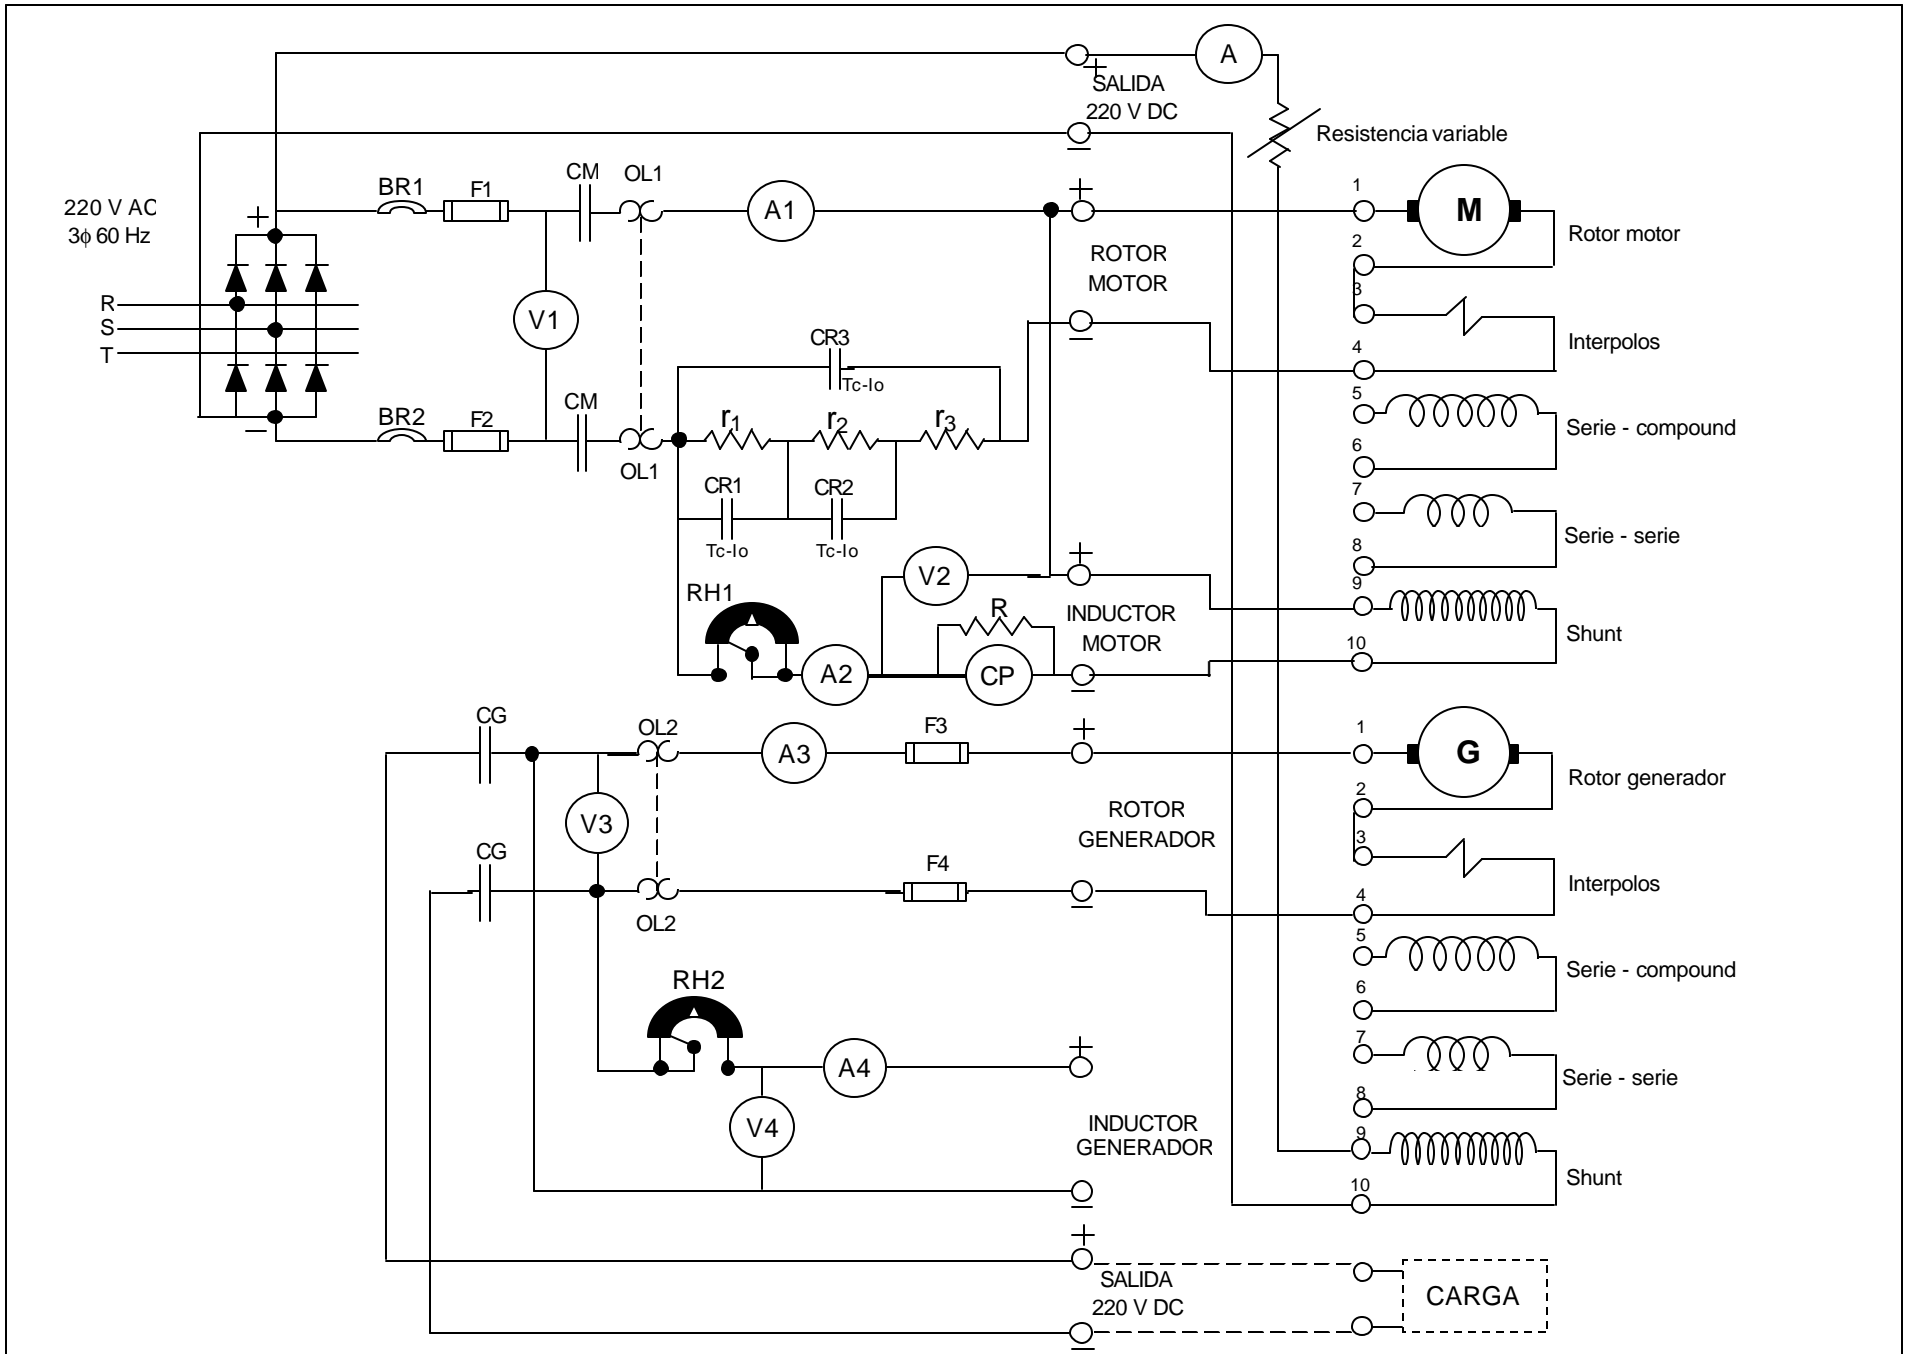 A
+
SALIDA
220 V DC
Resistencia variable
220 V AC
3ϕ 60 Hz
+
BR1
F1
CM
OL1
A1
+
1
M
Rotor motor
2
3
ROTOR
MOTOR
R
S
T
V1
CR3
Tc-Io
4
Interpolos
5
Serie - compound
6
BR2
F2
CM
OL1
r1
r2
r3
CR1
Tc-Io
CR2
Tc-Io
7
Serie - serie
8
RH1
A2
V2
R
CP
+
INDUCTOR
MOTOR
9
Shunt
10
CG
OL2
A3
F3
+
1
G
Rotor generador
2
3
V3
ROTOR
GENERADOR
CG
OL2
F4
4
Interpolos
5
Serie - compound
6
RH2
A4
+
V4
INDUCTOR
GENERADOR
7
Serie - serie
8
9
Shunt
10
+
SALIDA
220 V DC
CARGA